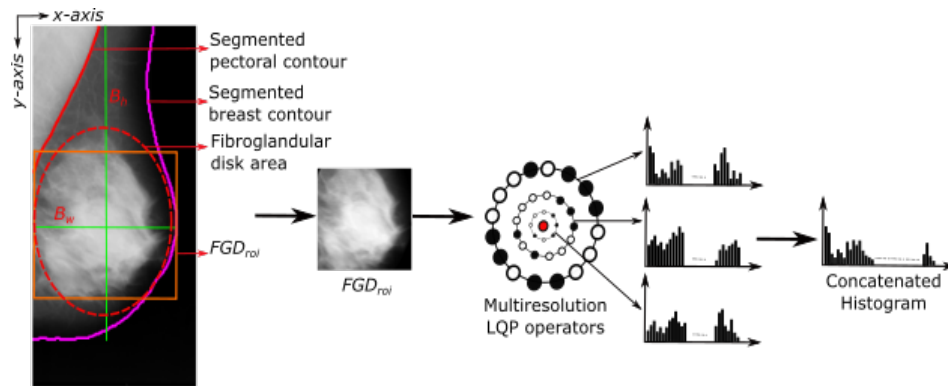 x-axis
y-axis
Segmented
pectoral contour
Segmented
breast contour
Fibroglandular
disk area
B_h
B_w
FGD_roi
FGD_roi
Multiresolution
LQP operators
Concatenated
Histogram